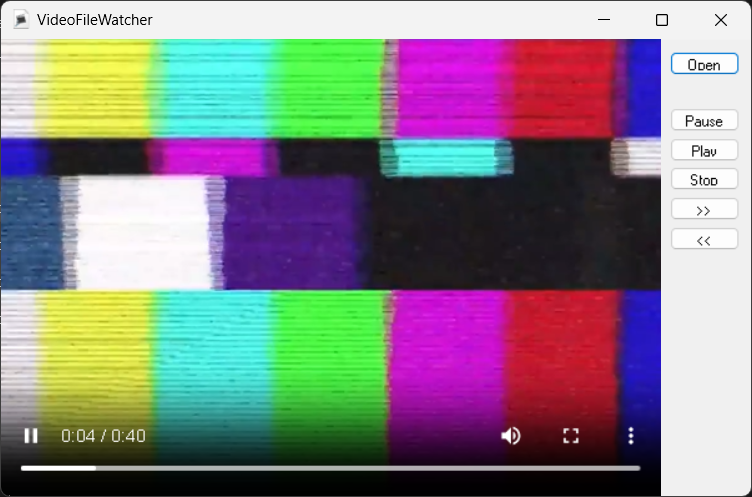 VideoFileWatcher
Open
Pause
Play
Stop
>>
<<
0:04 / 0:40